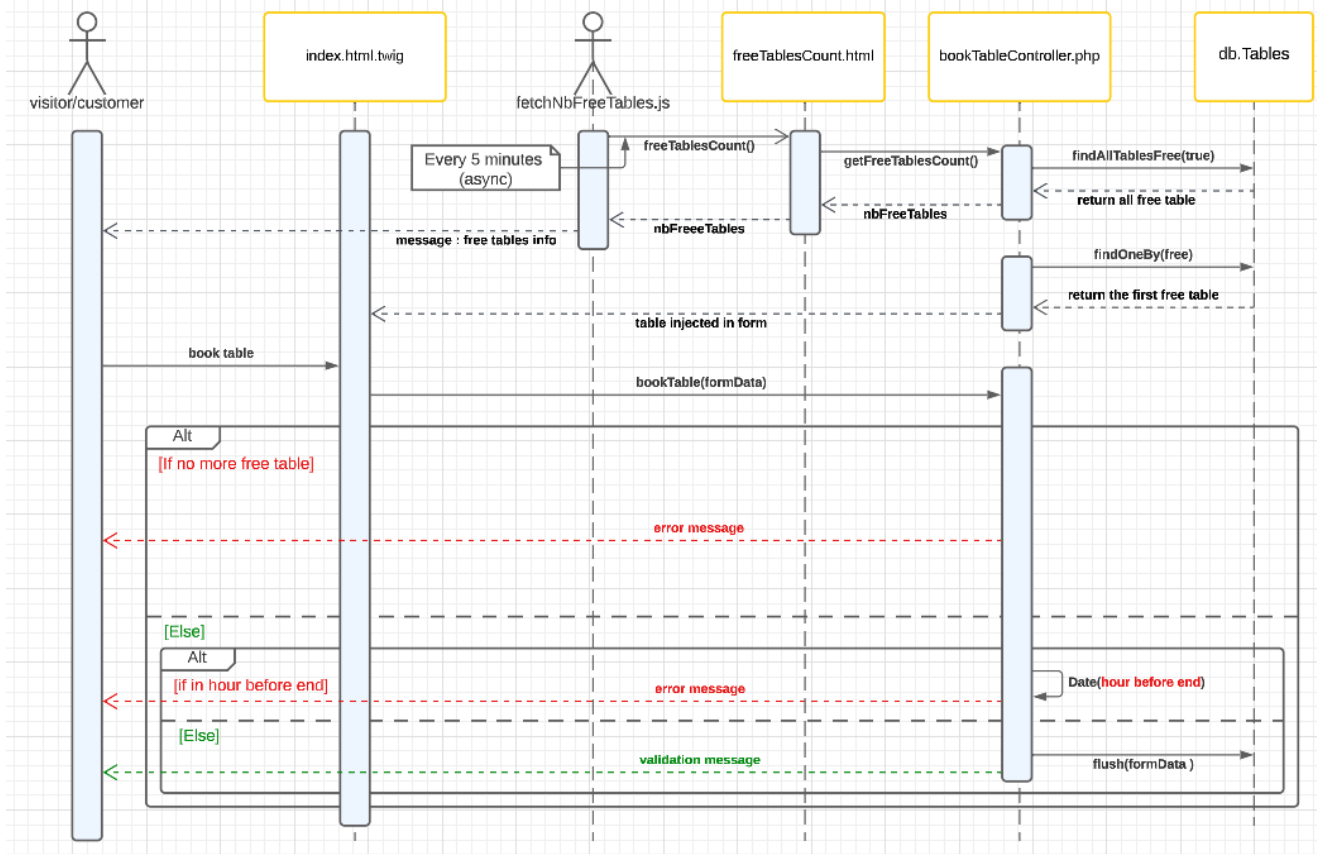 visitor/customer
index.html.twig
fetchNbFreeTables.js
freeTablesCount.html
bookTableController.php
db.Tables
Every 5 minutes
(async)
freeTablesCount()
getFreeTablesCount()
findAllTablesFree(true)
return all free table
nbFreeTables
nbFreeeTables
message : free tables info
findOneBy(free)
return the first free table
table injected in form
book table
bookTable(formData)
Alt
[If no more free table]
error message
[Else]
Alt
[if in hour before end]
error message
Date(hour before end)
[Else]
validation message
flush(formData )